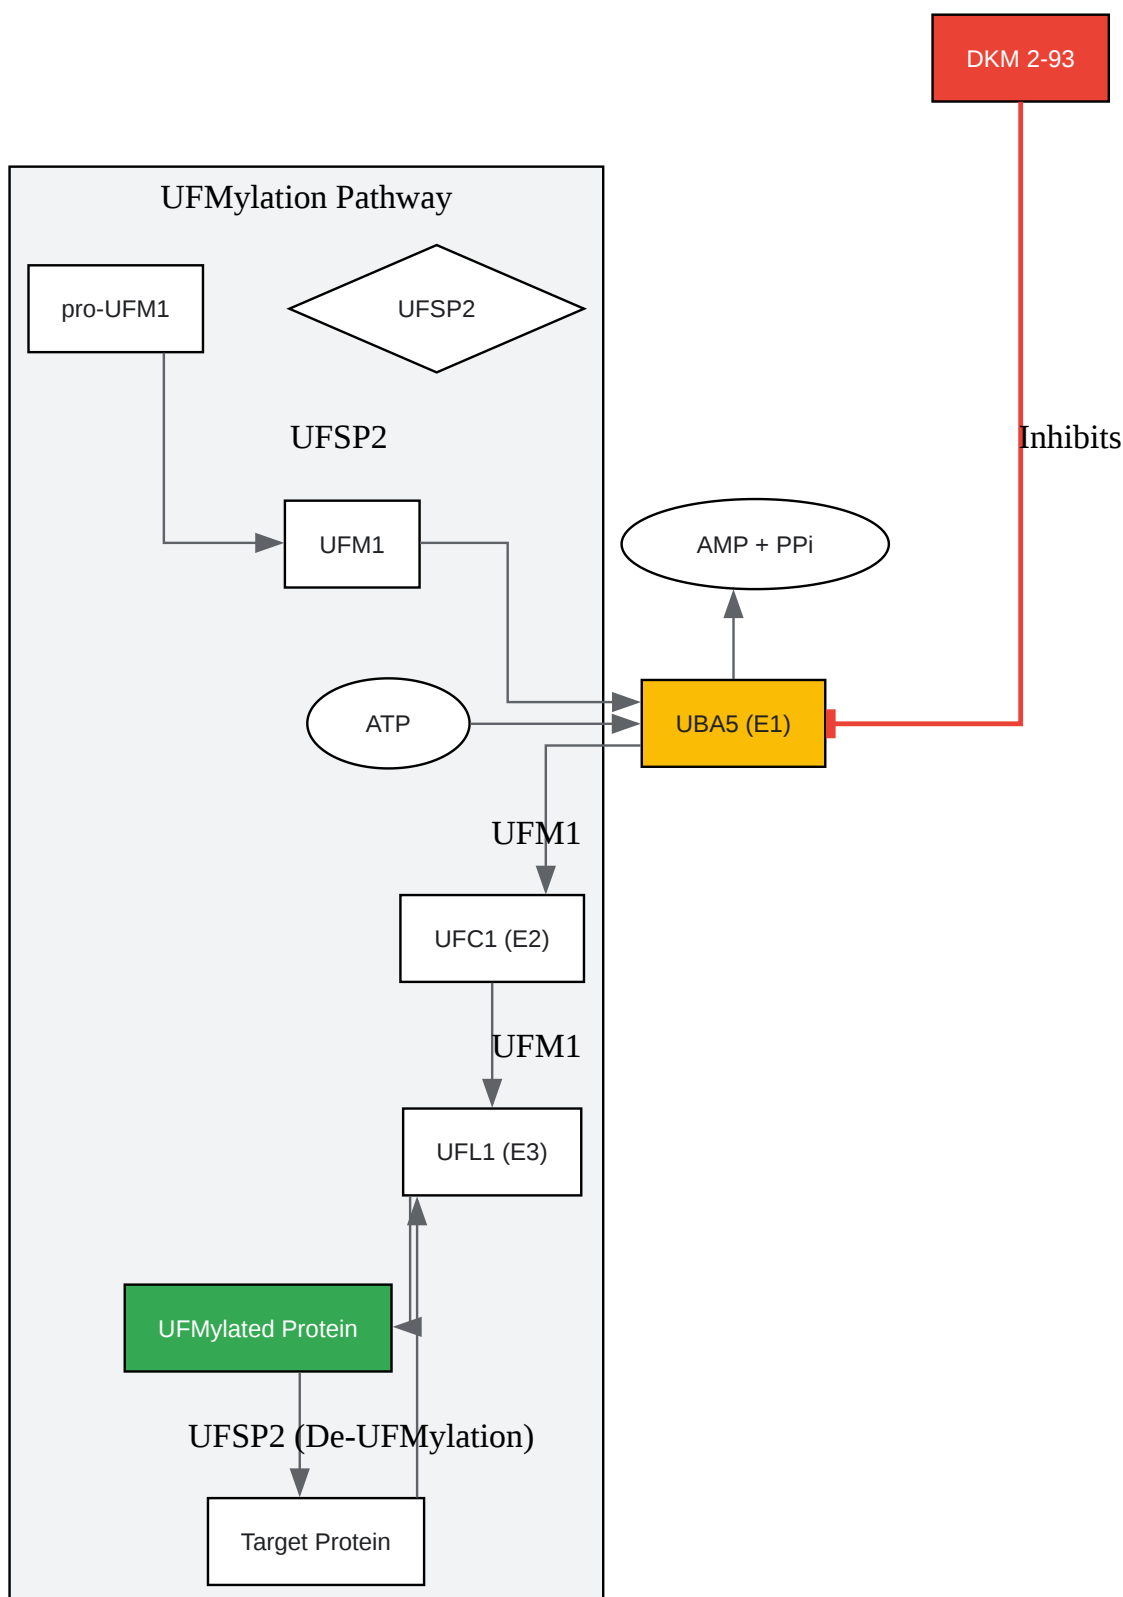 DKM 2-93
UFMylation Pathway
pro-UFM1
UFSP2
UFSP2
Inhibits
UFM1
AMP + PPi
ATP
UBA5 (E1)
UFM1
UFC1 (E2)
UFM1
UFL1 (E3)
UFMylated Protein
UFSP2 (De-UFMylation)
Target Protein